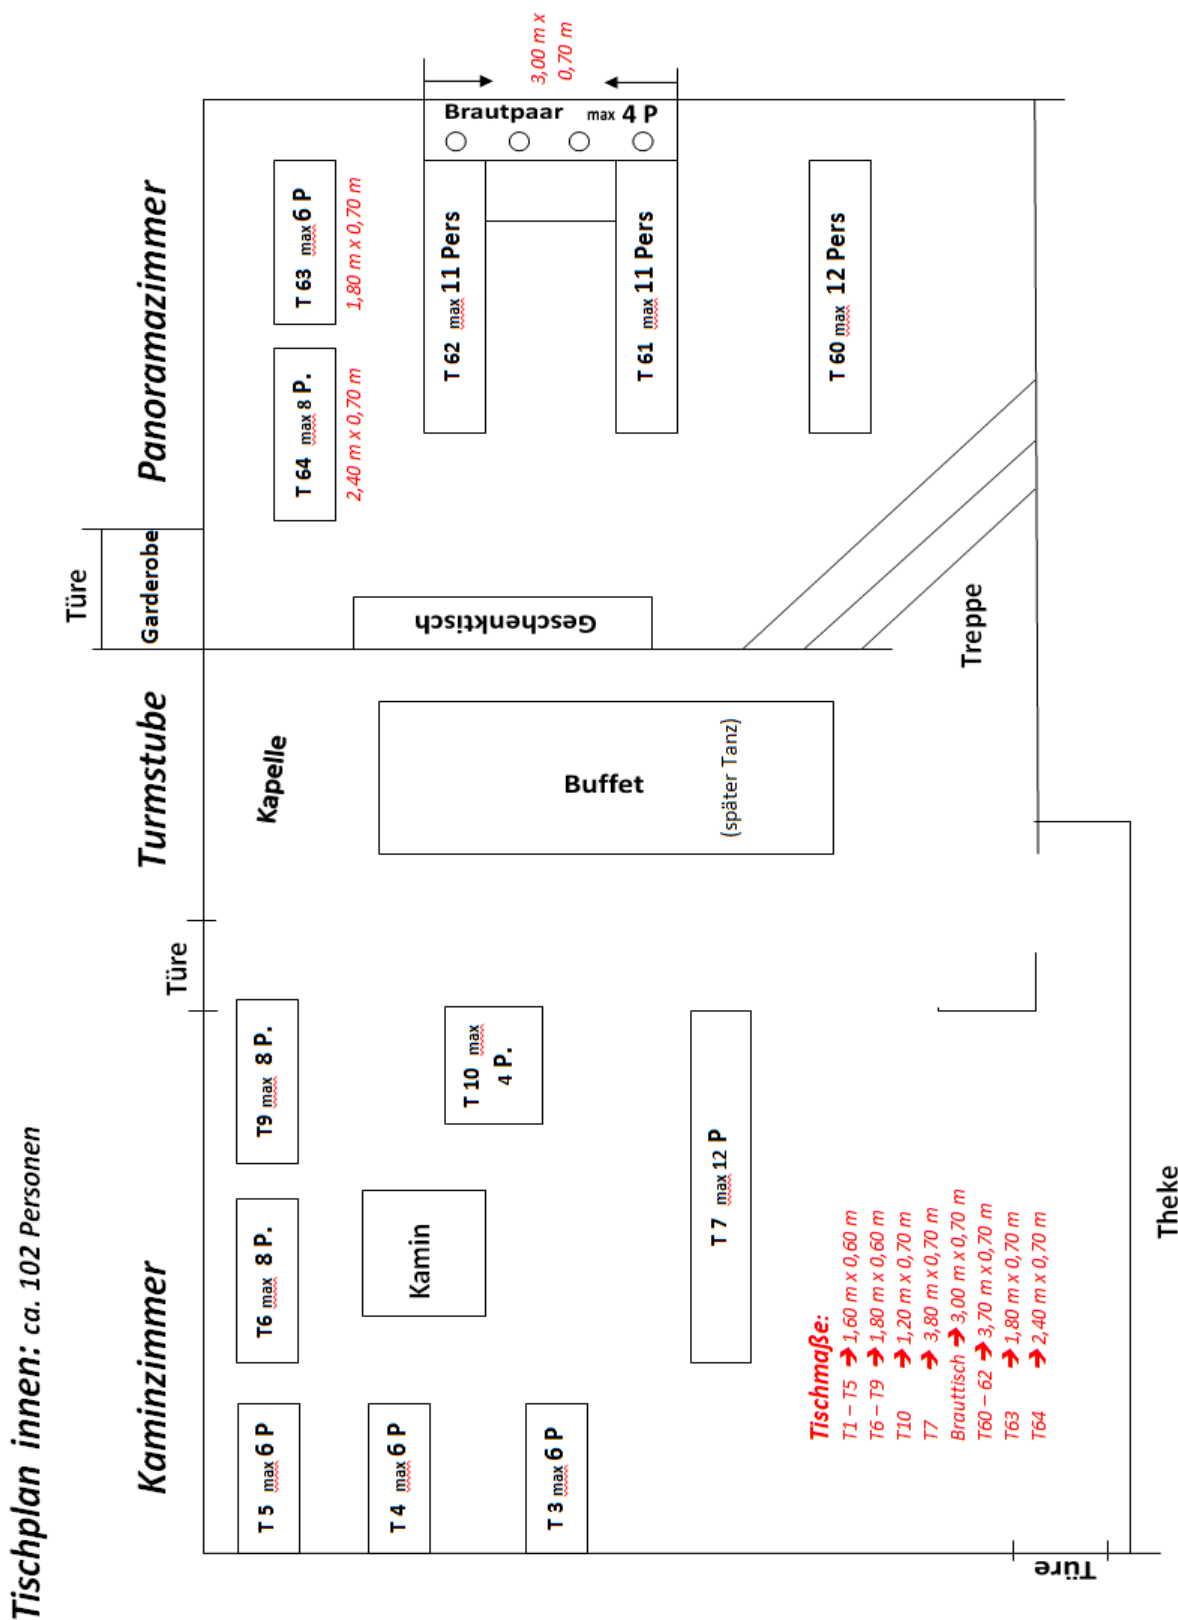 Tischplan innen: ca. 102 Personen
Kaminzimmer
Turmstube
Panoramazimmer
Türe
Türe
Garderobe
T 5 max 6 P
T6 max 8 P.
T9 max 8 P.
Kapelle
T 64 max 8 P.
2,40 m x 0,70 m
T 63 max 6 P
1,80 m x 0,70 m
T 4 max 6 P
Kamin
T 10 max
4 P.
T 3 max 6 P
Buffet
(später Tanz)
Geschenktisch
T 62 max 11 Pers
Brautpaar max 4 P
3,00 m x
0,70 m
T 61 max 11 Pers
T 7 max 12 P
T 60 max 12 Pers
Treppe
Tischmaße:
T1 – T5 ➔ 1,60 m x 0,60 m
T6 – T9 ➔ 1,80 m x 0,60 m
T10 ➔ 1,20 m x 0,70 m
T7 ➔ 3,80 m x 0,70 m
Brauttisch ➔ 3,00 m x 0,70 m
T60 – 62 ➔ 3,70 m x 0,70 m
T63 ➔ 1,80 m x 0,70 m
T64 ➔ 2,40 m x 0,70 m
Türe
Theke